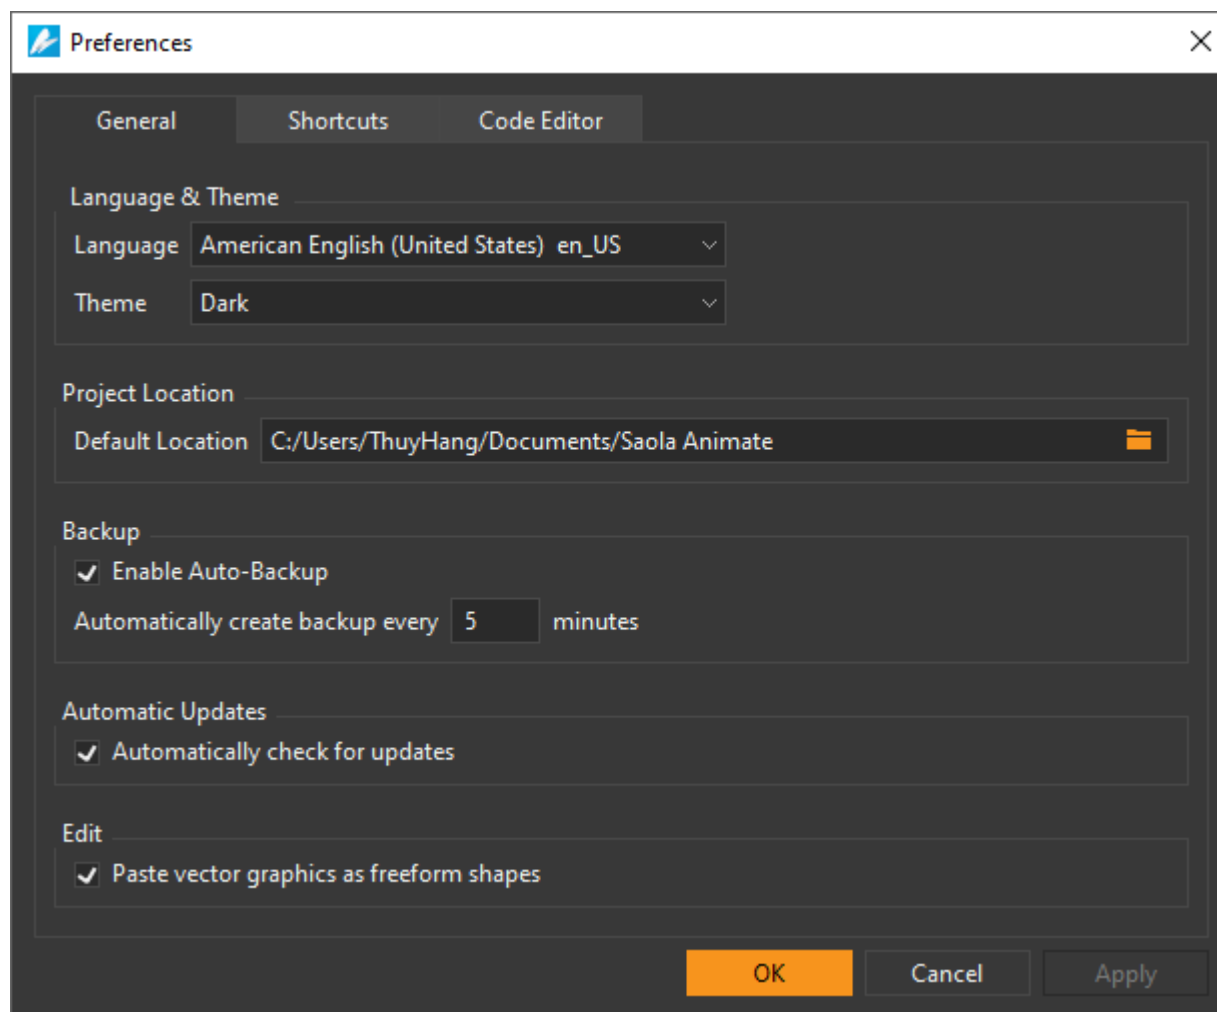 Preferences
General Shortcuts Code Editor
Language & Theme
Language American English (United States) en_US
Theme Dark
Project Location
Default Location C:/Users/ThuyHang/Documents/Saola Animate
Backup
Enable Auto-Backup
Automatically create backup every 5 minutes
Automatic Updates
Automatically check for updates
Edit
Paste vector graphics as freeform shapes
OK Cancel Apply